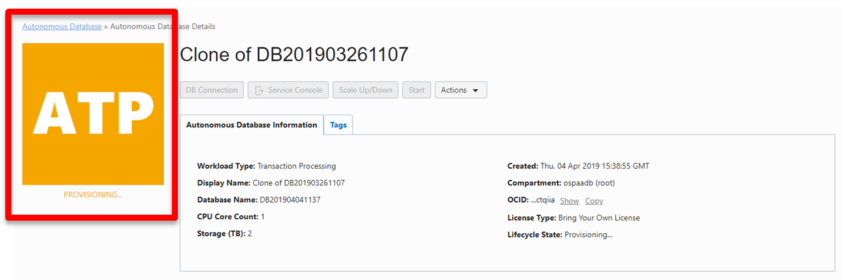 Autonomous Database » Autonomous Database Details
ATP
PROVISIONING...
Clone of DB201903261107
DB Connection Service Console Scale Up/Down Start Actions
Autonomous Database Information Tags
Workload Type: Transaction Processing
Display Name: Clone of DB201903261107
Database Name: DB201904041137
CPU Core Count: 1
Storage (TB): 2
Created: Thu, 04 Apr 2019 15:38:55 GMT
Compartment: ospaadb (root)
OCID: ...ctqiia Show Copy
License Type: Bring Your Own License
Lifecycle State: Provisioning...